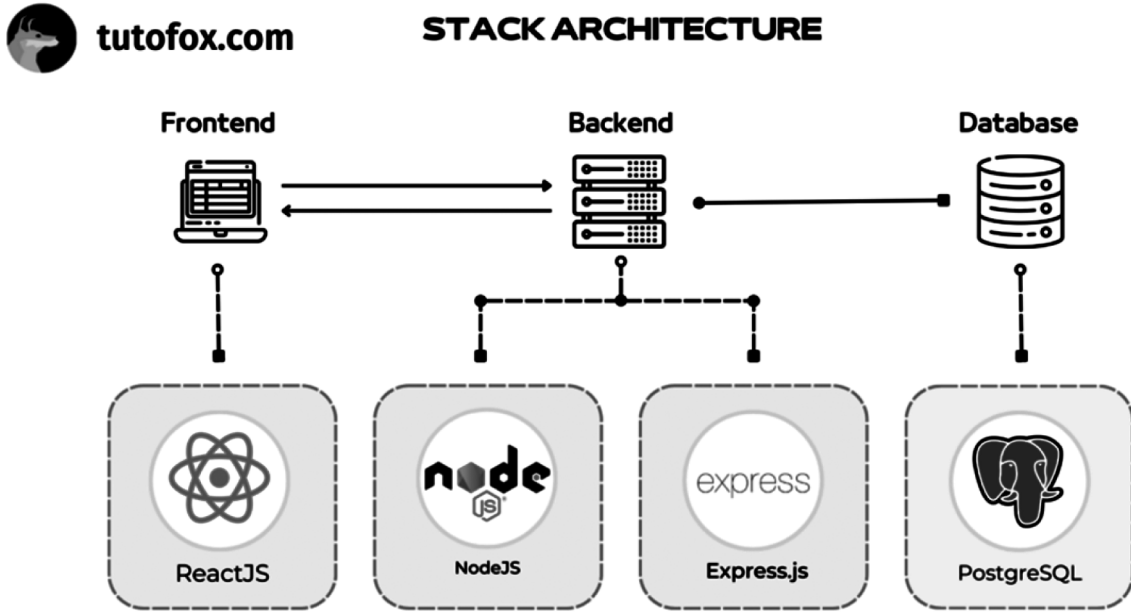 tutofox.com
STACK ARCHITECTURE
Frontend
Backend
Database
node
JS
express
ReactJS
NodeJS
Express.js
PostgreSQL